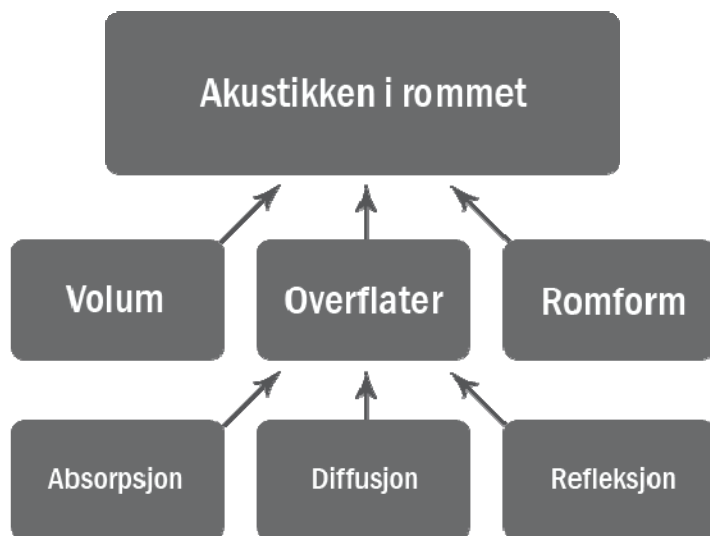 Akustikken i rommet
Volum
Overflater
Romform
Absorpsjon
Diffusjon
Refleksjon